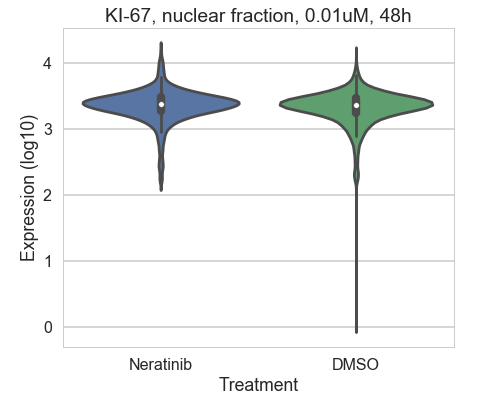 KI-67, nuclear fraction, 0.01uM, 48h
4
3
2
1
0
Expression (log10)
Neratinib DMSO
Treatment